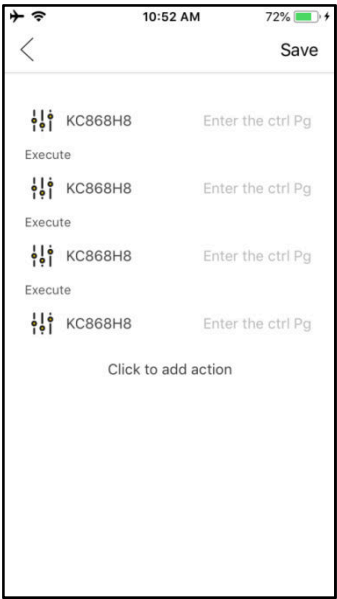 10:52 AM 72%
Save
KC868H8 Enter the ctrl Pg
Execute
KC868H8 Enter the ctrl Pg
Execute
KC868H8 Enter the ctrl Pg
Execute
KC868H8 Enter the ctrl Pg
Click to add action